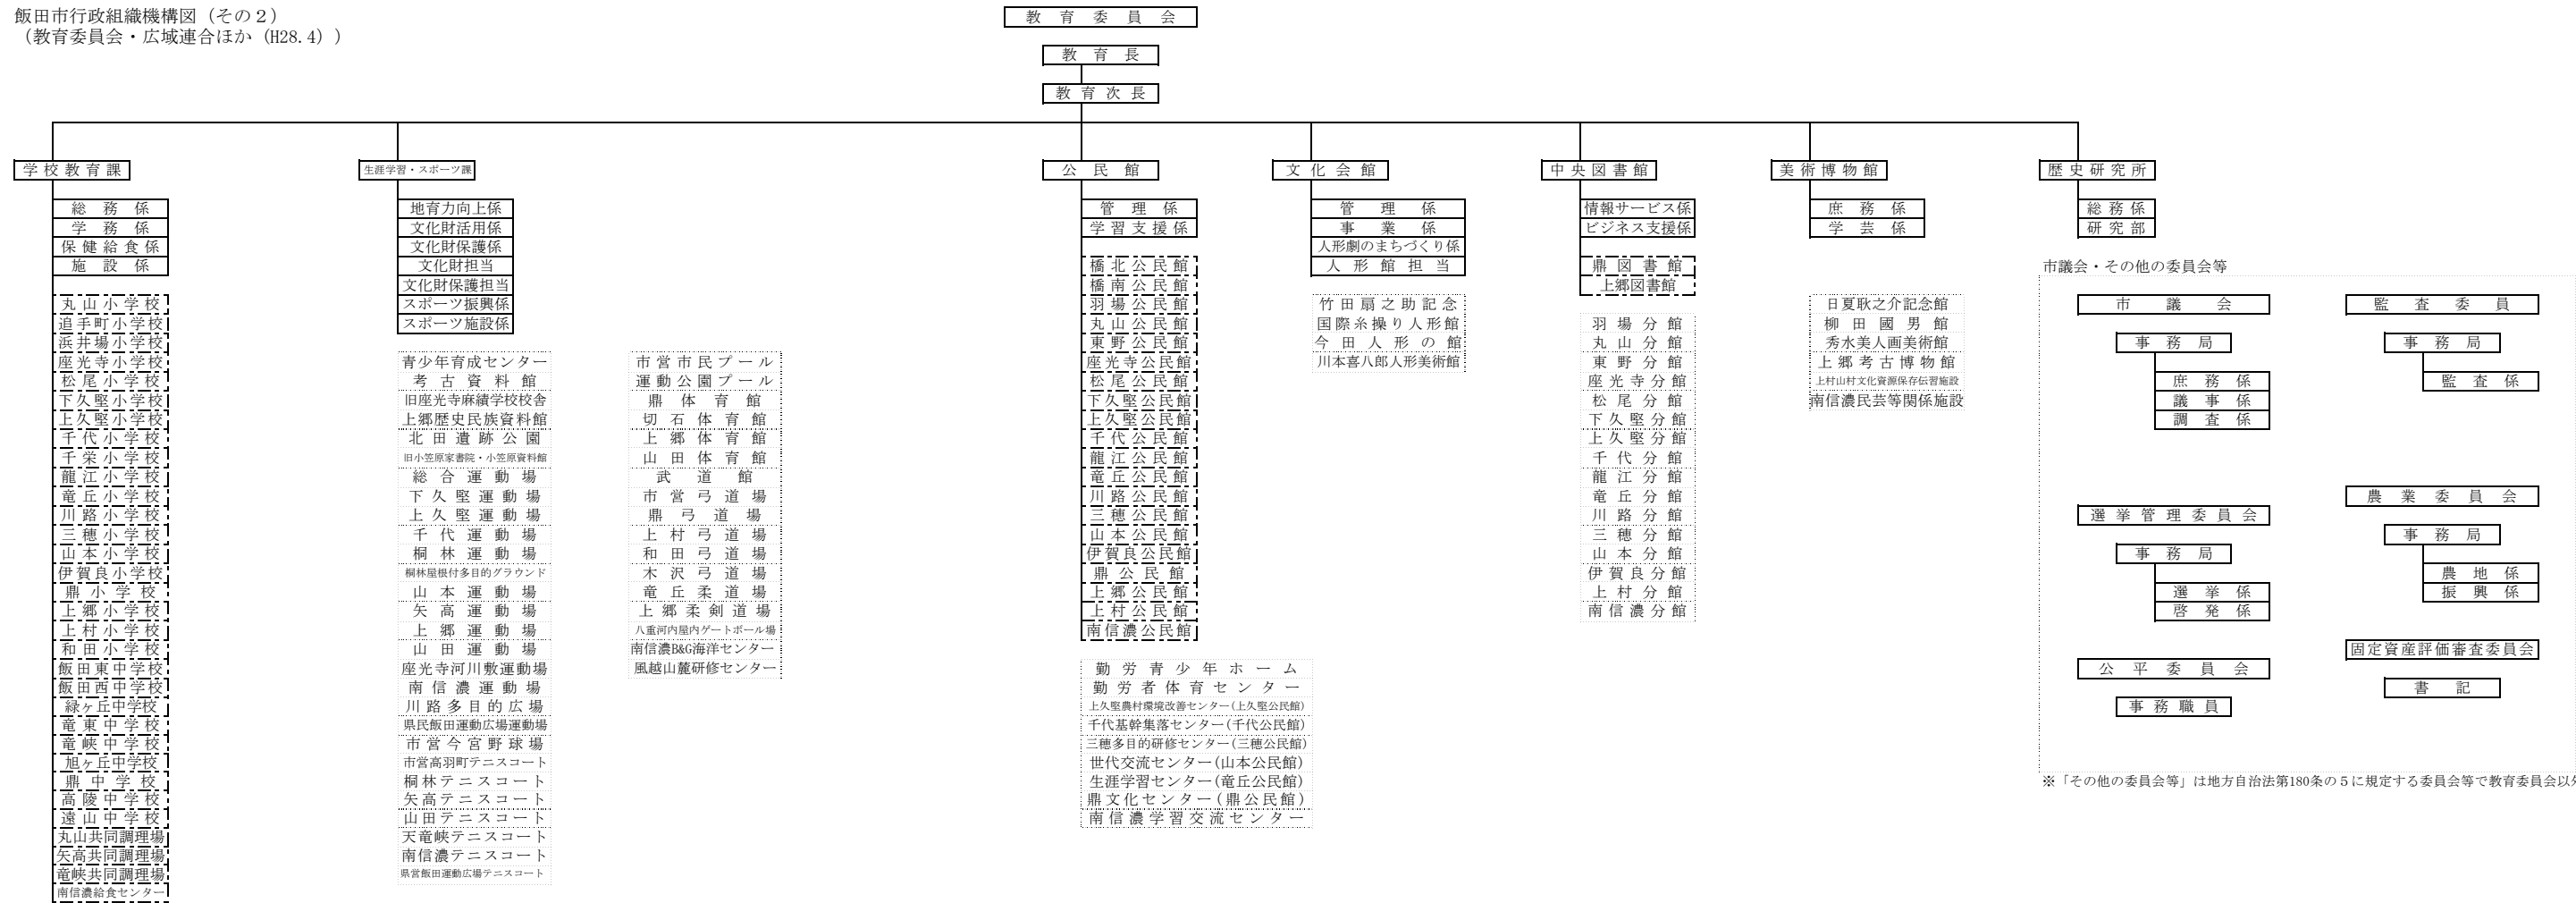 飯田市行政組織機構図（その２）
（教育委員会・広域連合ほか（H28.4））
教育委員会
教育長
教育次長
学校教育課
総務係
学務係
保健給食係
施設係
丸山小学校
追手町小学校
浜井場小学校
座光寺小学校
松尾小学校
下久堅小学校
上久堅小学校
千代小学校
千栄小学校
龍江小学校
竜丘小学校
川路小学校
三穂小学校
山本小学校
伊賀良小学校
鼎小学校
上郷小学校
上村小学校
和田小学校
飯田東中学校
飯田西中学校
緑ヶ丘中学校
竜東中学校
竜峡中学校
旭ヶ丘中学校
鼎中学校
高陵中学校
遠山中学校
丸山共同調理場
矢高共同調理場
竜峡共同調理場
南信濃給食センター
生涯学習・スポーツ課
地育力向上係
文化財活用係
文化財保護係
文化財担当
文化財保護担当
スポーツ振興係
スポーツ施設係
青少年育成センター
考古資料館
旧座光寺麻績学校校舎
上郷歴史民族資料館
北田遺跡公園
旧小笠原家書院・小笠原資料館
総合運動場
下久堅運動場
上久堅運動場
千代運動場
桐林運動場
桐林屋根付多目的グラウンド
山本運動場
矢高運動場
上郷運動場
山田運動場
座光寺河川敷運動場
南信濃運動場
川路多目的広場
県民飯田運動広場運動場
市営今宮野球場
市営高羽町テニスコート
桐林テニスコート
矢高テニスコート
山田テニスコート
天竜峡テニスコート
南信濃テニスコート
県営飯田運動広場テニスコート
市営市民プール
運動公園プール
鼎体育館
切石体育館
上郷体育館
山田体育館
武道館
市営弓道場
鼎弓道場
上村弓道場
和田弓道場
木沢弓道場
竜丘柔道場
上郷柔剣道場
八重河内屋内ゲートボール場
南信濃B&G海洋センター
風越山麓研修センター
公民館
管理係
学習支援係
橋北公民館
橋南公民館
羽場公民館
丸山公民館
東野公民館
座光寺公民館
松尾公民館
下久堅公民館
上久堅公民館
千代公民館
龍江公民館
竜丘公民館
川路公民館
三穂公民館
山本公民館
伊賀良公民館
鼎公民館
上郷公民館
上村公民館
南信濃公民館
勤労青少年ホーム
勤労者体育センター
上久堅農村環境改善センター(上久堅公民館)
千代基幹集落センター(千代公民館)
三穂多目的研修センター(三穂公民館)
世代交流センター(山本公民館)
生涯学習センター(竜丘公民館)
鼎文化センター(鼎公民館)
南信濃学習交流センター
文化会館
管理係
事業係
人形劇のまちづくり係
人形館担当
竹田扇之助記念
国際糸操り人形館
今田人形の館
川本喜八郎人形美術館
中央図書館
情報サービス係
ビジネス支援係
鼎図書館
上郷図書館
羽場分館
丸山分館
東野分館
座光寺分館
松尾分館
下久堅分館
上久堅分館
千代分館
龍江分館
竜丘分館
川路分館
三穂分館
山本分館
伊賀良分館
上村分館
南信濃分館
美術博物館
庶務係
学芸係
日夏耿之介記念館
柳田國男館
秀水美人画美術館
上郷考古博物館
上村山村文化資源保存伝習施設
南信濃民芸等関係施設
歴史研究所
総務係
研究部
市議会・その他の委員会等
市議会
事務局
庶務係
議事係
調査係
選挙管理委員会
事務局
選挙係
啓発係
公平委員会
事務職員
監査委員
事務局
監査係
農業委員会
事務局
農地係
振興係
固定資産評価審査委員会
書記
※「その他の委員会等」は地方自治法第180条の５に規定する委員会等で教育委員会以